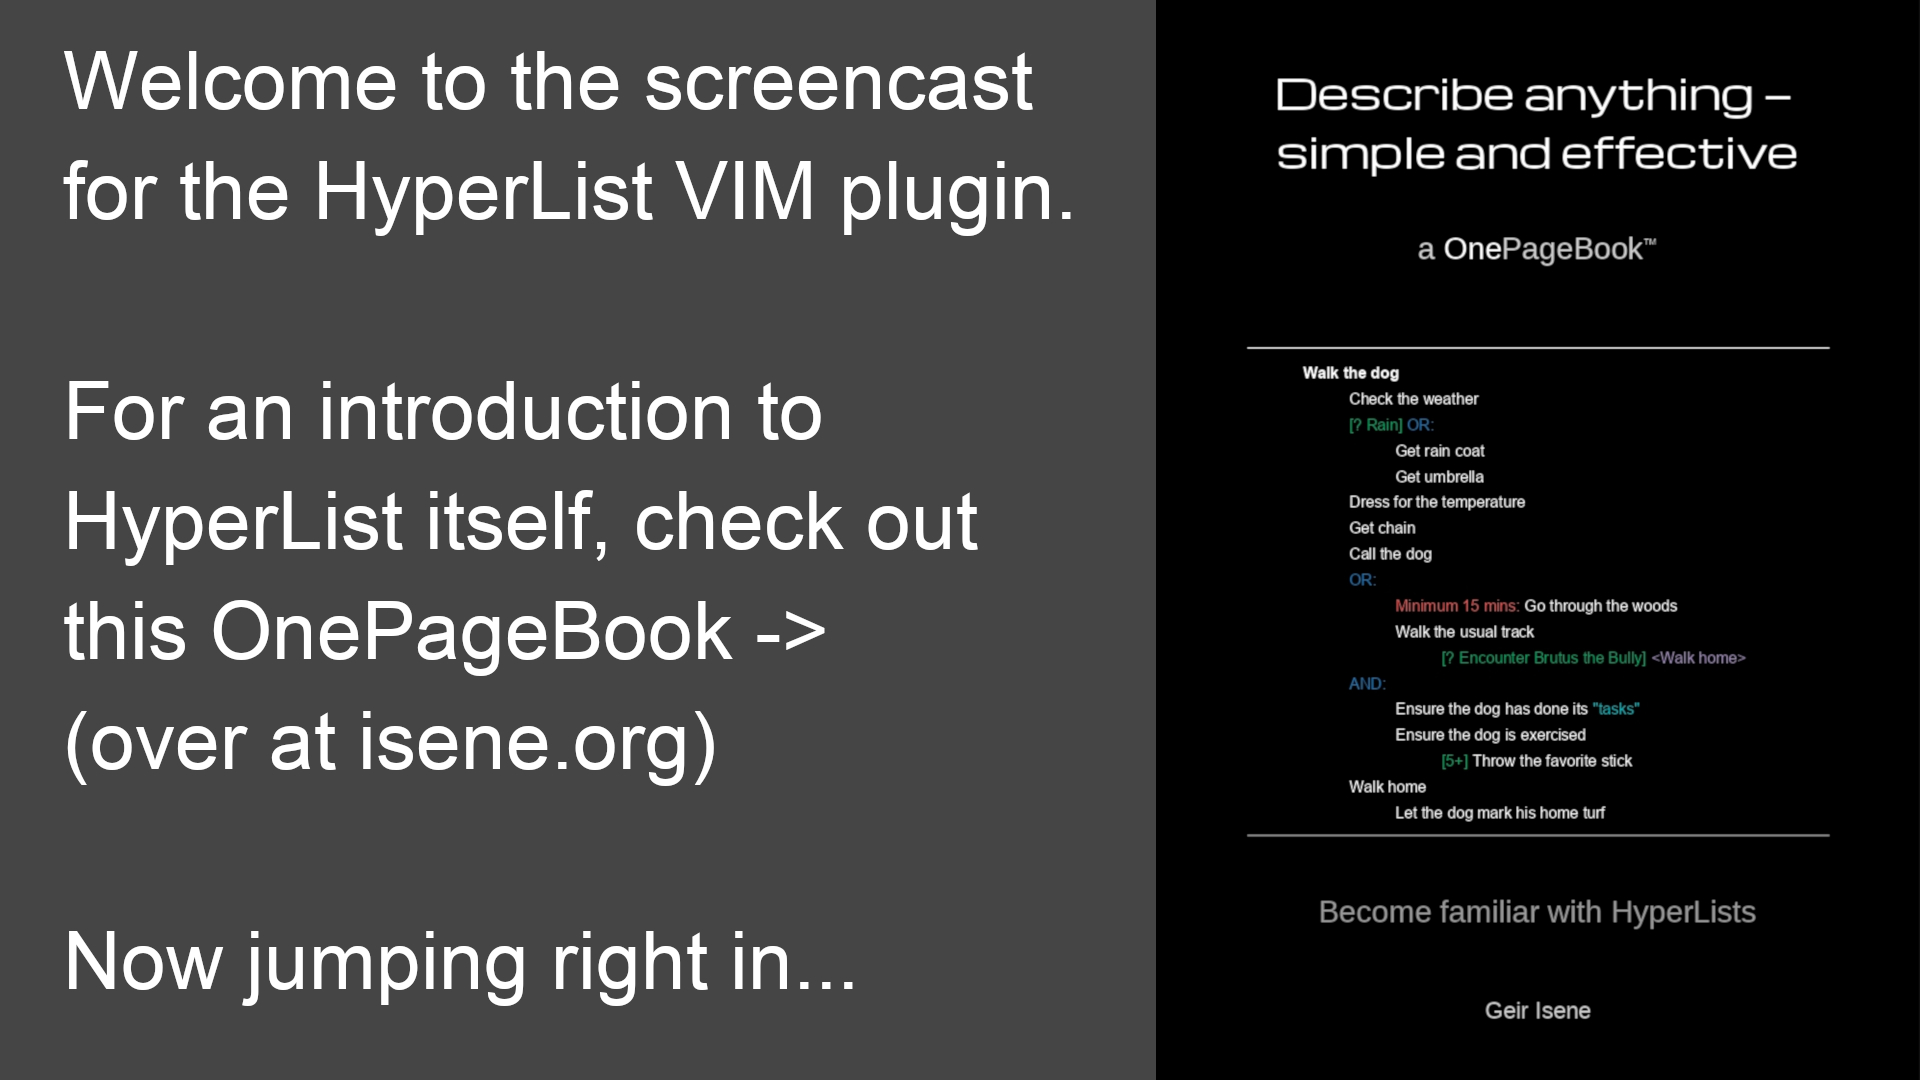 Welcome to the screencast
for the HyperList VIM plugin.
For an introduction to
HyperList itself, check out
this OnePageBook ->
(over at isene.org)
Now jumping right in...
Describe anything –
simple and effective
a OnePageBook™
Walk the dog
Check the weather
[? Rain] OR:
Get rain coat
Get umbrella
Dress for the temperature
Get chain
Call the dog
OR:
Minimum 15 mins: Go through the woods
Walk the usual track
[? Encounter Brutus the Bully] <Walk home>
AND:
Ensure the dog has done its "tasks"
Ensure the dog is exercised
[5+] Throw the favorite stick
Walk home
Let the dog mark his home turf
Become familiar with HyperLists
Geir Isene